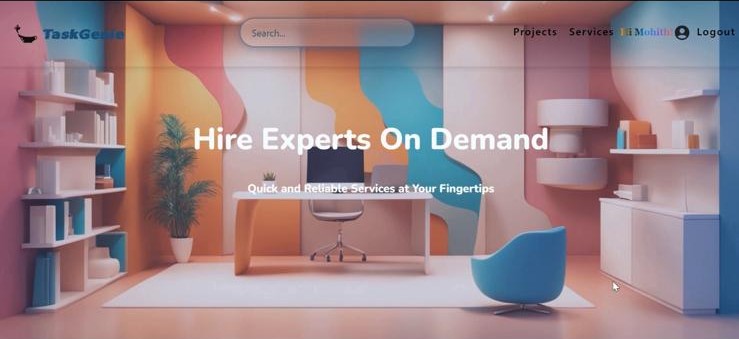 TaskGenie
Search...
Projects Services Hi Mohith! Logout
Hire Experts On Demand
Quick and Reliable Services at Your Fingertips